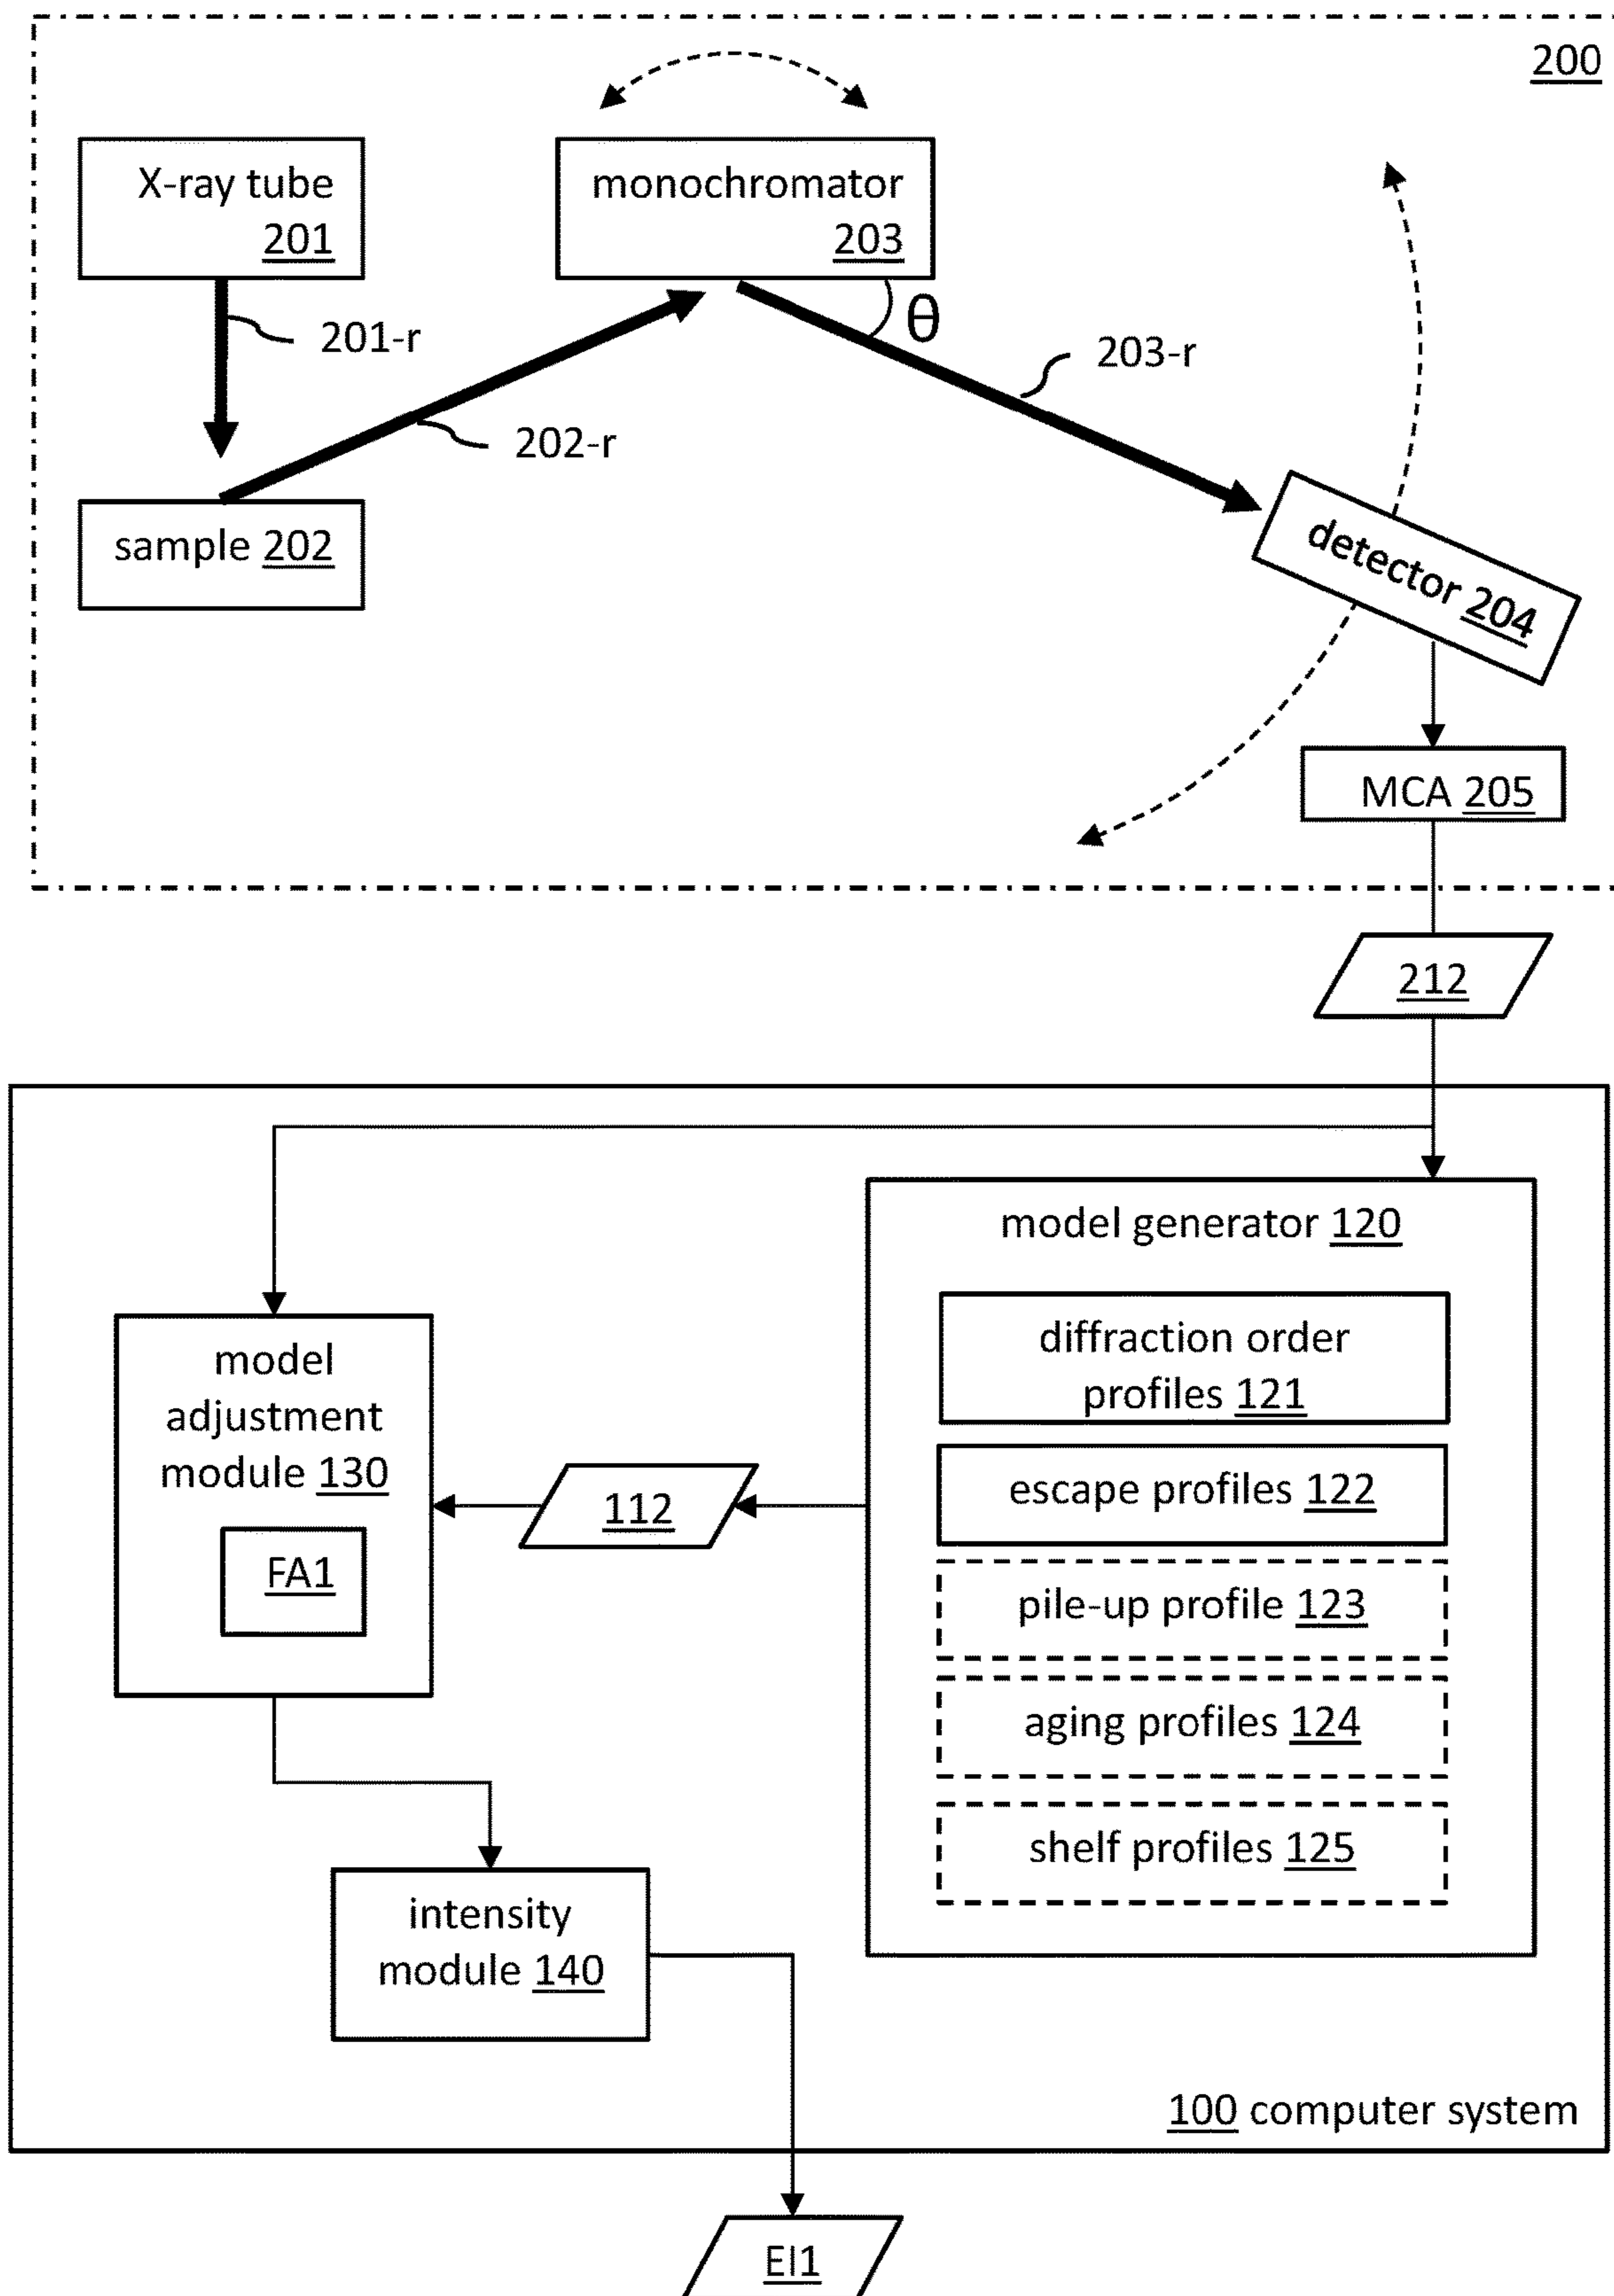 200
X-ray tube
201
monochromator
203
θ
201-r
203-r
202-r
sample 202
detector 204
MCA 205
212
model generator 120
diffraction order
profiles 121
model
adjustment
module 130
escape profiles 122
112
FA1
pile-up profile 123
aging profiles 124
shelf profiles 125
intensity
module 140
100 computer system
EI1